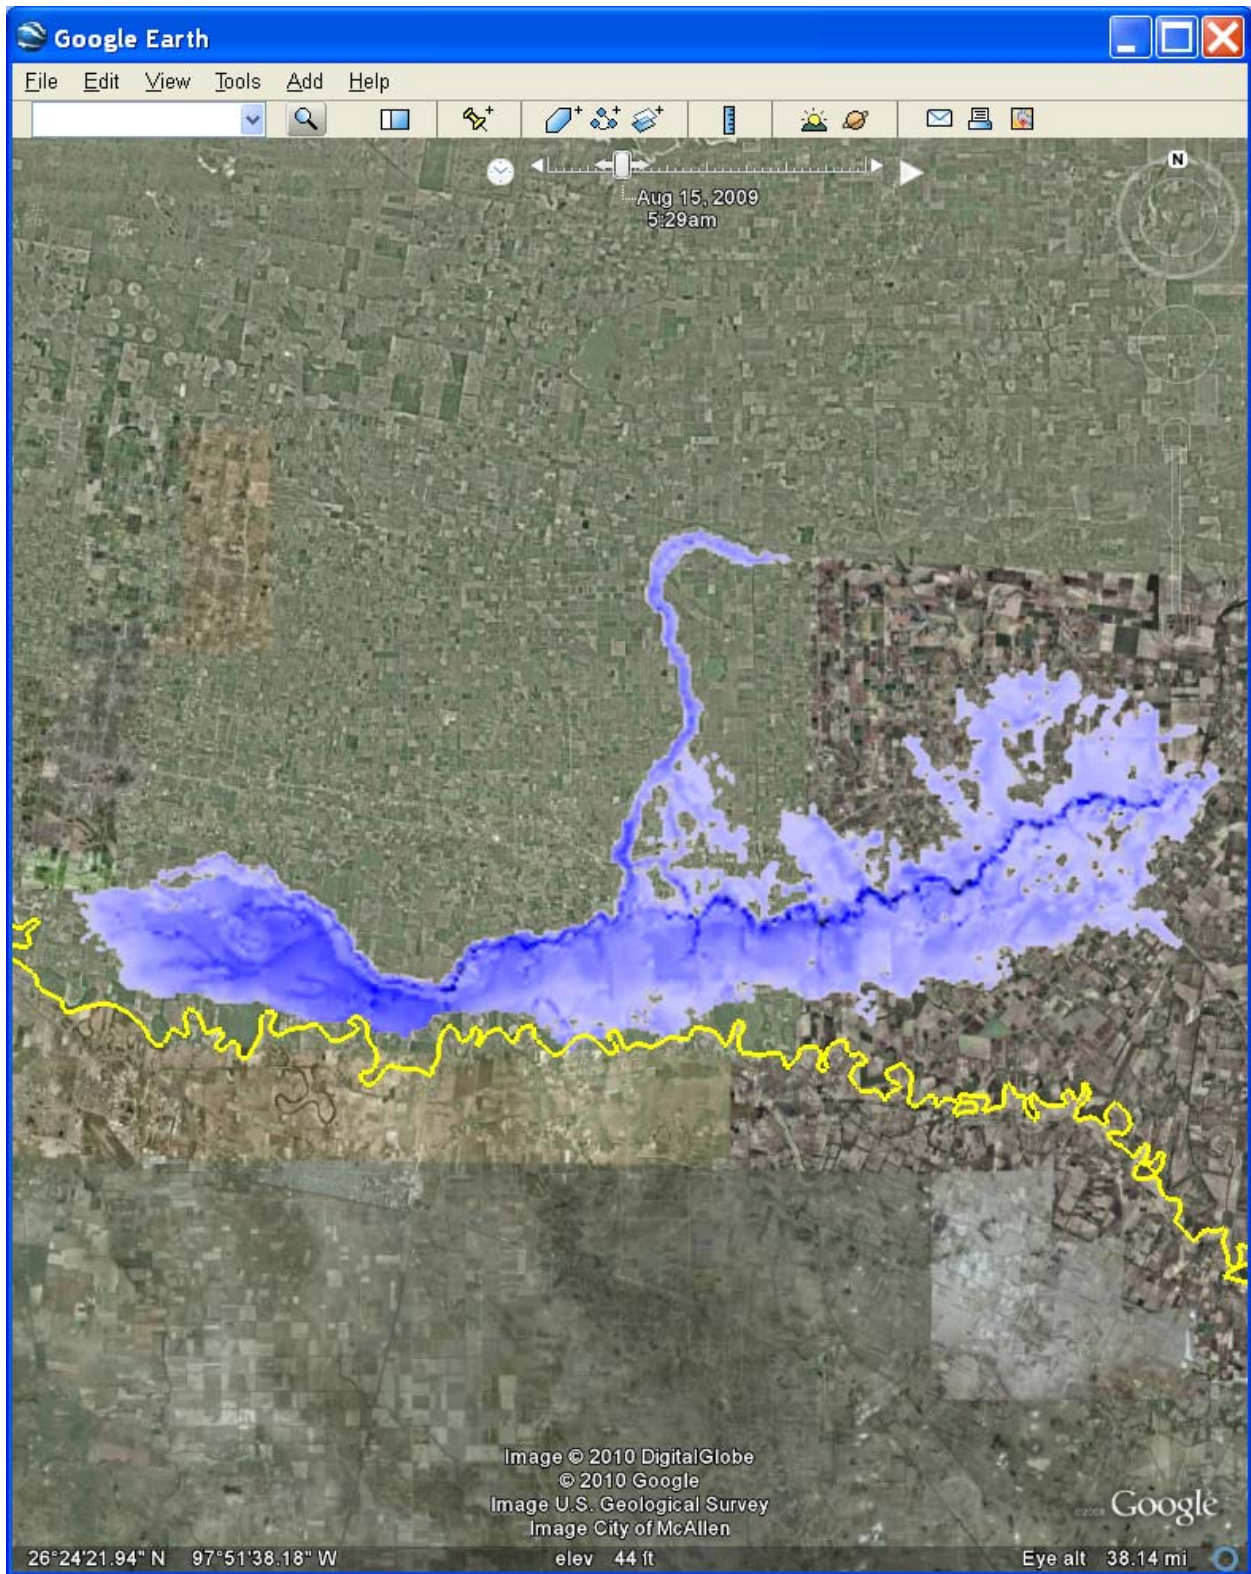 Google Earth
File Edit View Tools Add Help
N
Aug 15, 2009
5:29am
Image © 2010 DigitalGlobe
© 2010 Google
Image U.S. Geological Survey
Image City of McAllen
Google
26°24'21.94" N 97°51'38.18" W elev 44 ft Eye alt 38.14 mi